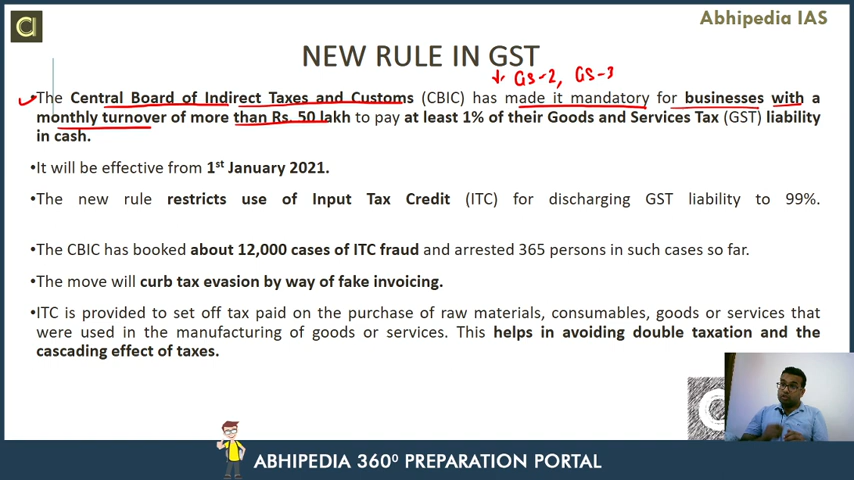 Abhipedia IAS
NEW RULE IN GST
GS-2, GS-3
•The Central Board of Indirect Taxes and Customs (CBIC) has made it mandatory for businesses with a
monthly turnover of more than Rs. 50 lakh to pay at least 1% of their Goods and Services Tax (GST) liability
in cash.
•It will be effective from 1st January 2021.
•The new rule restricts use of Input Tax Credit (ITC) for discharging GST liability to 99%.
•The CBIC has booked about 12,000 cases of ITC fraud and arrested 365 persons in such cases so far.
•The move will curb tax evasion by way of fake invoicing.
•ITC is provided to set off tax paid on the purchase of raw materials, consumables, goods or services that
were used in the manufacturing of goods or services. This helps in avoiding double taxation and the
cascading effect of taxes.
ABHIPEDIA 360⁰ PREPARATION PORTAL